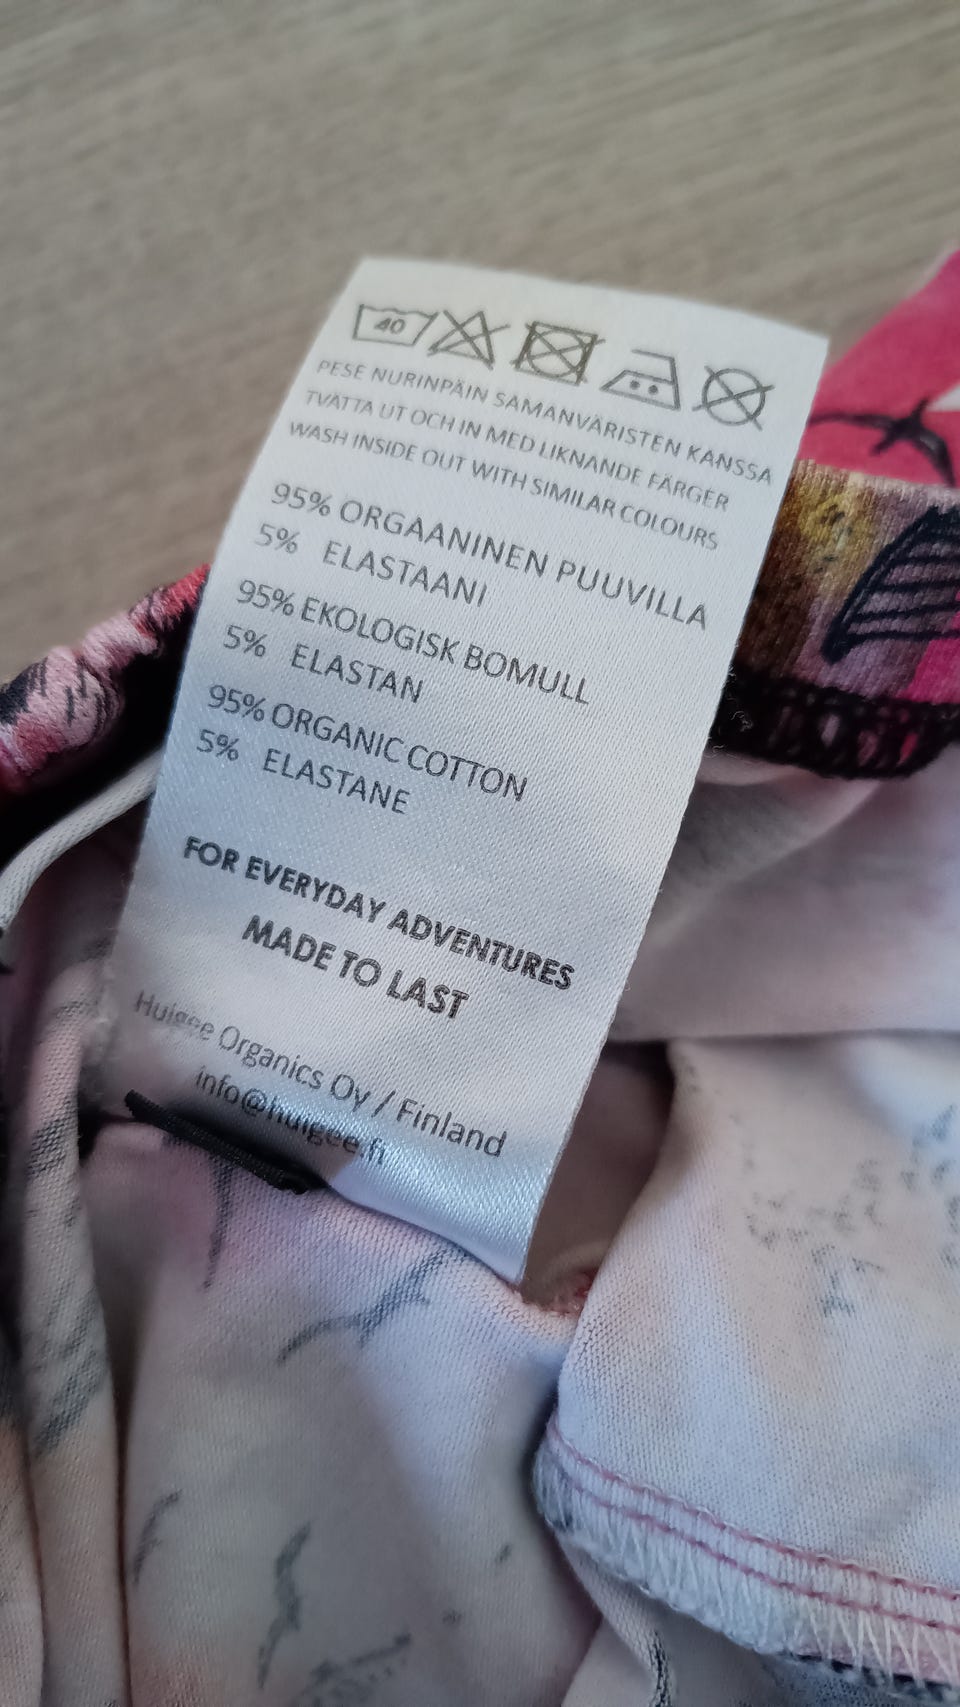 40
PESE NURINPÄIN SAMANVÄRISTEN KANSSA
TVÄTTA UT OCH IN MED LIKNANDE FÄRGER
WASH INSIDE OUT WITH SIMILAR COLOURS
95% ORGAANINEN PUUVILLA
5% ELASTAANI
95% EKOLOGISK BOMULL
5% ELASTAN
95% ORGANIC COTTON
5% ELASTANE
FOR EVERYDAY ADVENTURES
MADE TO LAST
Huigee Organics Oy / Finland
info@huigee.fi